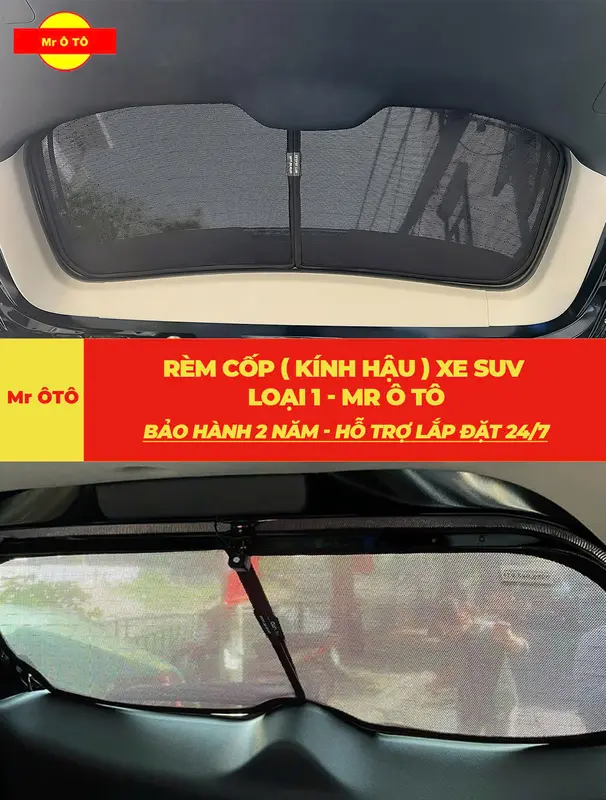 Mr Ô TÔ
RÈM CỐP ( KÍNH HẬU ) XE SUV
LOẠI 1 - MR Ô TÔ
Mr ÔTÔ
BẢO HÀNH 2 NĂM - HỖ TRỢ LẮP ĐẶT 24/7